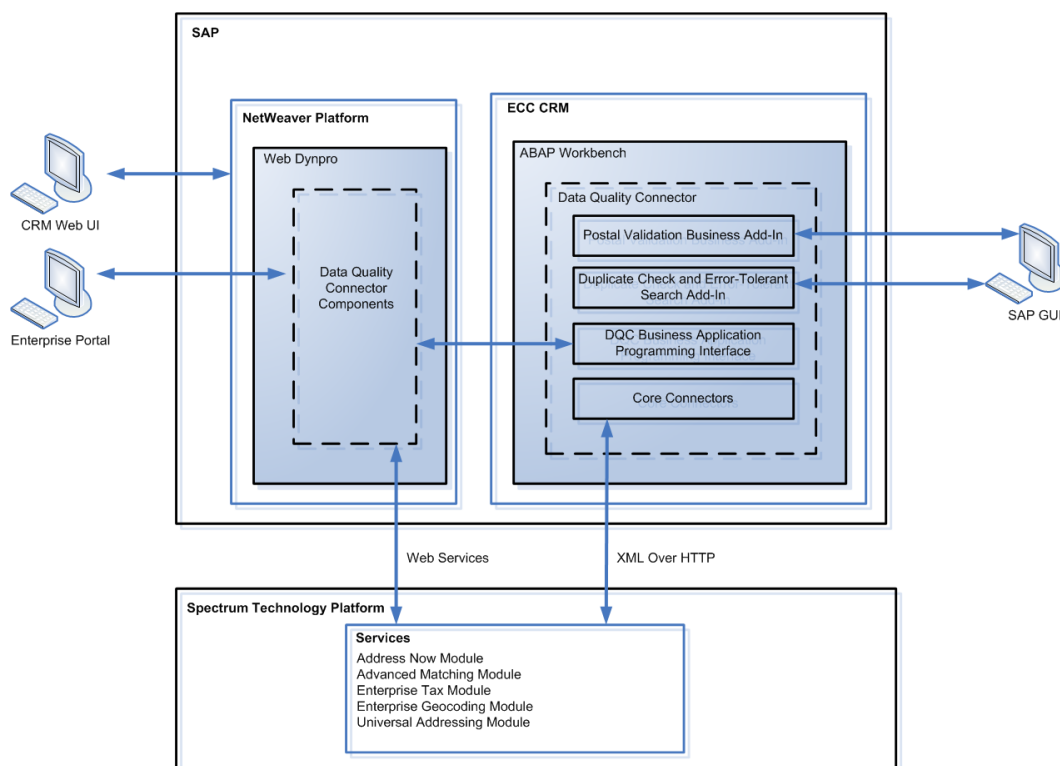 SAP
NetWeaver Platform
ECC CRM
Web Dynpro
ABAP Workbench
Data Quality Connector
Postal Validation Business Add-In
Duplicate Check and Error-Tolerant
Search Add-In
DQC Business Application
Programming Interface
Core Connectors
Data Quality
Connector
Components
CRM Web UI
Enterprise Portal
SAP GUI
Web Services
XML Over HTTP
Spectrum Technology Platform
Services
Address Now Module
Advanced Matching Module
Enterprise Tax Module
Enterprise Geocoding Module
Universal Addressing Module